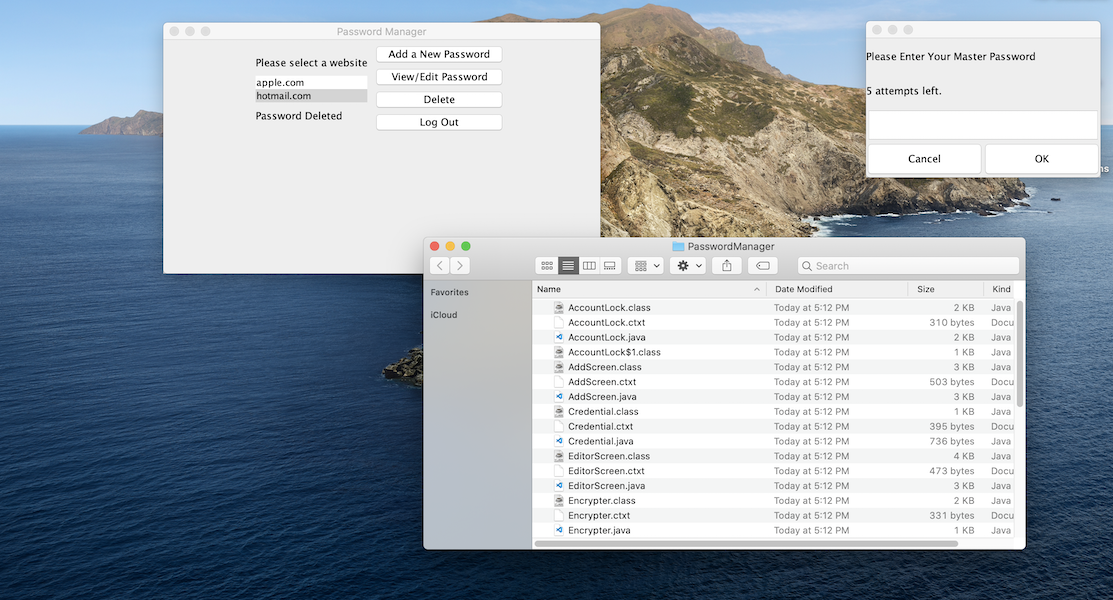 Password Manager
Please select a website
apple.com
hotmail.com
Password Deleted
Add a New Password
View/Edit Password
Delete
Log Out
Please Enter Your Master Password
5 attempts left.
Cancel
OK
PasswordManager
Search
Favorites
iCloud
Name Date Modified Size Kind
AccountLock.class Today at 5:12 PM 2 KB Java
AccountLock.ctxt Today at 5:12 PM 310 bytes Docu
AccountLock.java Today at 5:12 PM 2 KB Java
AccountLock$1.class Today at 5:12 PM 1 KB Java
AddScreen.class Today at 5:12 PM 3 KB Java
AddScreen.ctxt Today at 5:12 PM 503 bytes Docu
AddScreen.java Today at 5:12 PM 3 KB Java
Credential.class Today at 5:12 PM 1 KB Java
Credential.ctxt Today at 5:12 PM 395 bytes Docu
Credential.java Today at 5:12 PM 736 bytes Java
EditorScreen.class Today at 5:12 PM 4 KB Java
EditorScreen.ctxt Today at 5:12 PM 473 bytes Docu
EditorScreen.java Today at 5:12 PM 3 KB Java
Encrypter.class Today at 5:12 PM 2 KB Java
Encrypter.ctxt Today at 5:12 PM 331 bytes Docu
Encrypter.java Today at 5:12 PM 1 KB Java